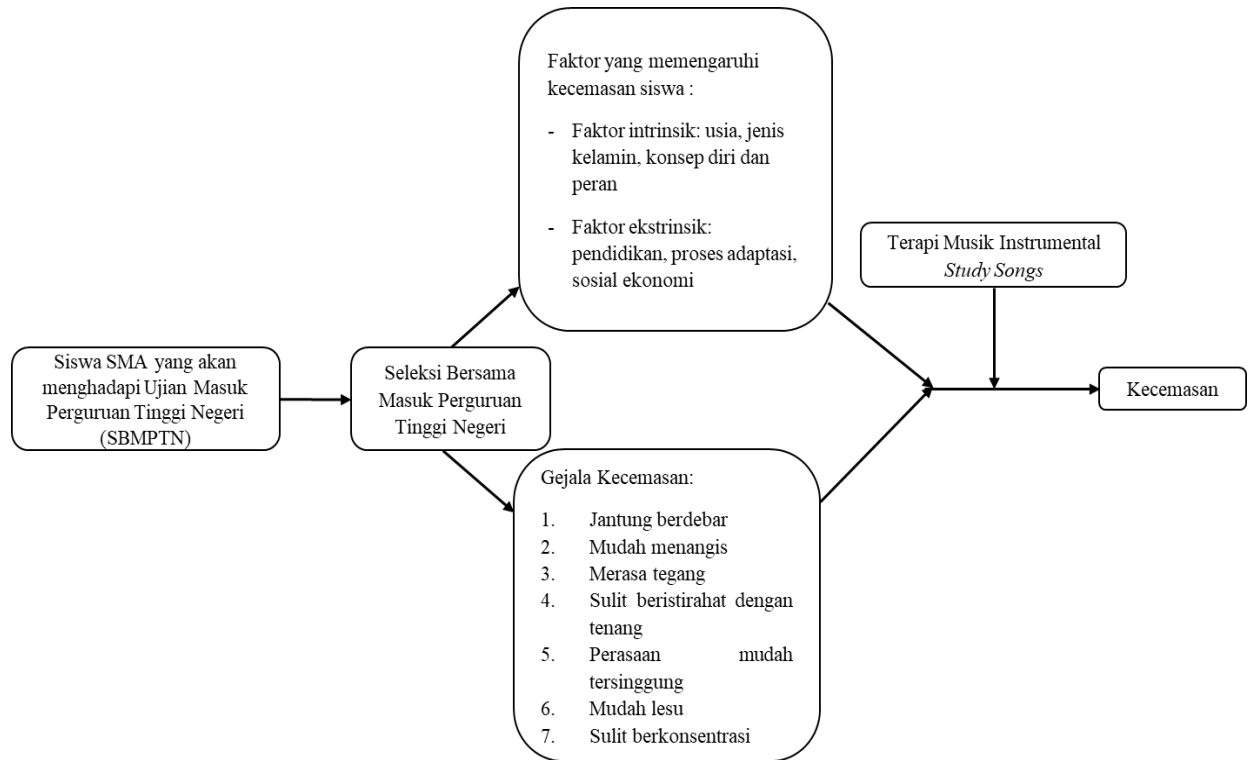 Siswa SMA yang akan
menghadapi Ujian Masuk
Perguruan Tinggi Negeri
(SBMPTN)
Seleksi Bersama
Masuk Perguruan
Tinggi Negeri
Faktor yang memengaruhi
kecemasan siswa :
- Faktor intrinsik: usia, jenis
kelamin, konsep diri dan
peran
- Faktor ekstrinsik:
pendidikan, proses adaptasi,
sosial ekonomi
Gejala Kecemasan:
1. Jantung berdebar
2. Mudah menangis
3. Merasa tegang
4. Sulit beristirahat dengan
tenang
5. Perasaan mudah
tersinggung
6. Mudah lesu
7. Sulit berkonsentrasi
Terapi Musik Instrumental
Study Songs
Kecemasan